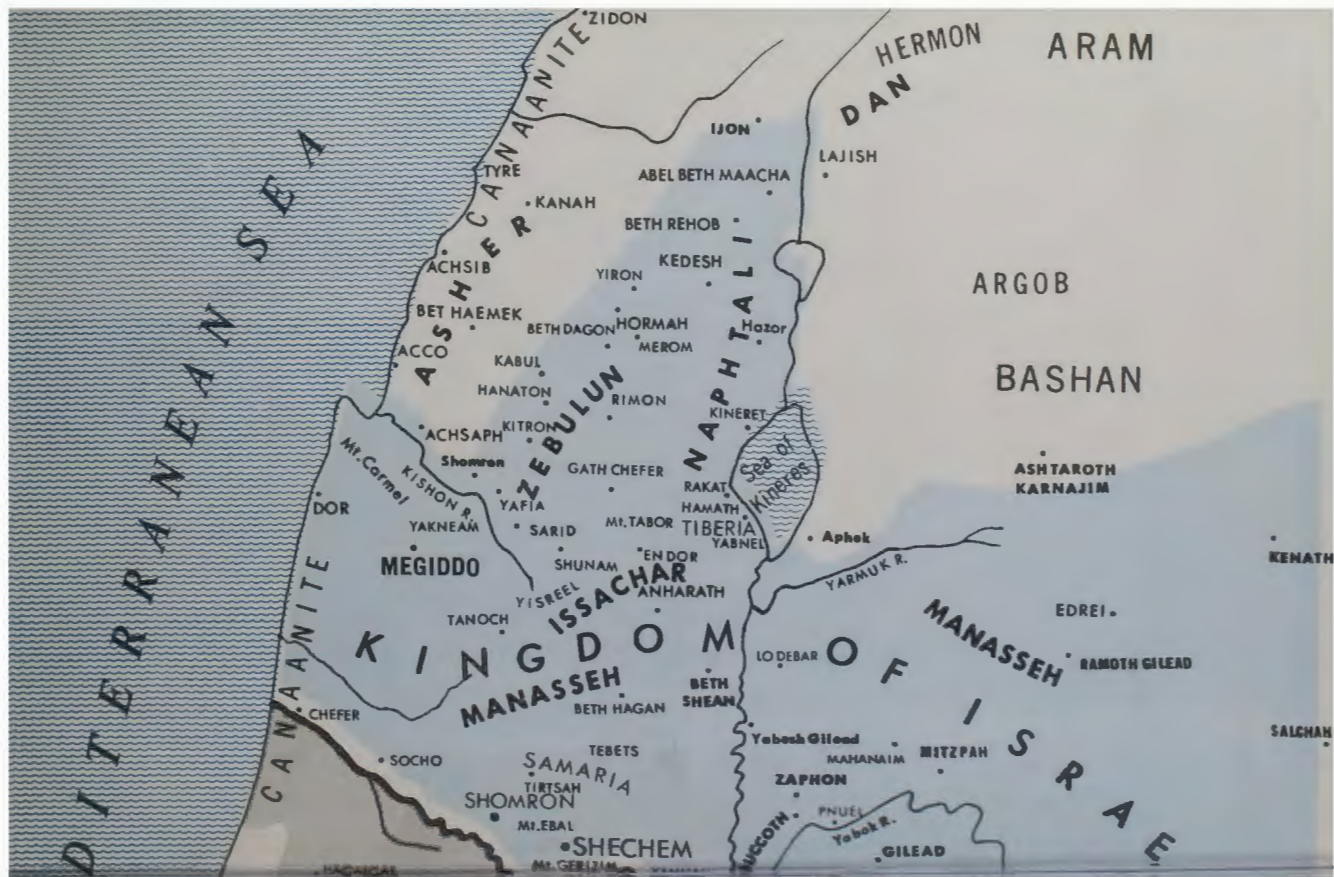 ZIDON
HERMON
ARAM
CANAANITE
DAN
IJON
LAJISH
TYRE
ABEL BETH MAACHA
KANAH
BETH REHOB
ASHER
KEDESH
ACHSIB
YIRON
ARGOB
NAPHTALI
BET HAEMEK
BETH DAGON
HORMAH
Hazor
MEROM
ACCO
KABUL
BASHAN
HANATON
RIMON
ZEBULUN
KINERET
ACHSAPH
KITRON
Mt. Carmel
Shomron
GATH CHEFER
Sea of
Kineres
ASHTAROTH
KARNAJIM
KISHON R.
RAKAT
DOR
YAFIA
HAMATH
YAKNEAM
SARID
Mt. TABOR
TIBERIA
YABNEL
Aphek
MEGIDDO
SHUNAM
EN DOR
KENATH
YARMUK R.
YISREEL
ISSACHAR
ANHARATH
TANOCH
EDREI
MANASSEH
KINGDOM OF ISRAE
LO DEBAR
RAMOTH GILEAD
MANASSEH
BETH
SHEAN
BETH HAGAN
CANAANITE
CHEFER
Yabesh Gilead
SALCHAH
SOCHO
TEBETS
MAHANAIM
MITZPAH
SAMARIA
TIRTSAH
ZAPHON
SHOMRON
PNUEL
Mt. EBAL
Yabok R.
SHECHEM
GILEAD
Mt. GERIZIM
DITERRANEAN SEA